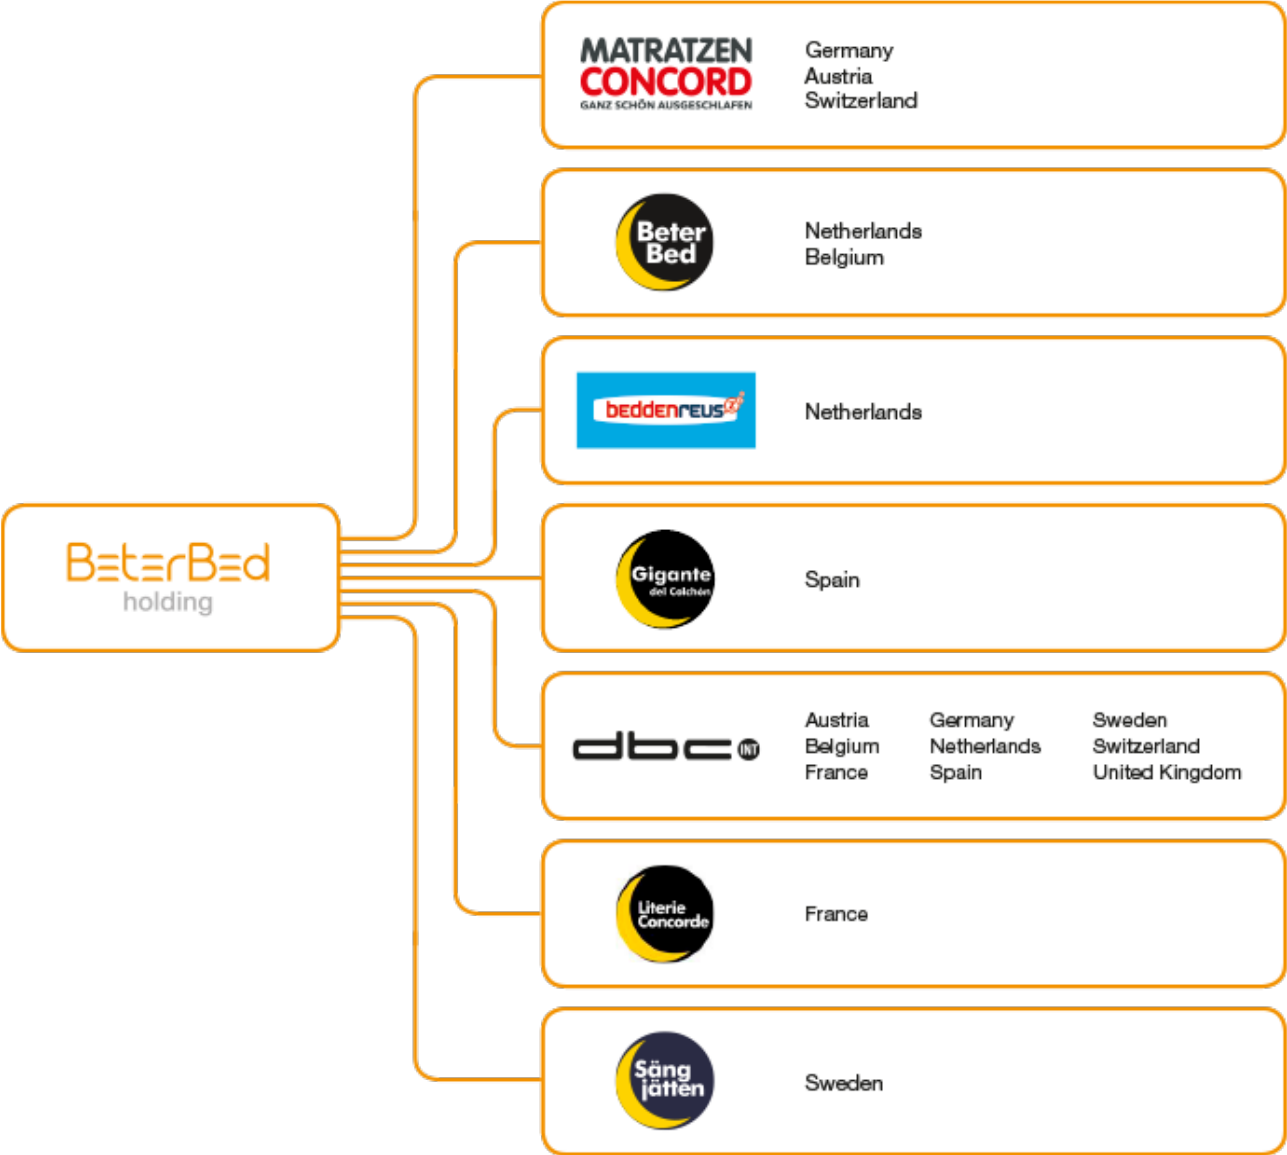 MATRATZEN
CONCORD
GANZ SCHÖN AUSGESCHLAFEN
Germany
Austria
Switzerland
Beter
Bed
Netherlands
Belgium
beddenreus
Netherlands
BeterBed
holding
Gigante
del Colchón
Spain
dbc INT
Austria
Belgium
France
Germany
Netherlands
Spain
Sweden
Switzerland
United Kingdom
Literie
Concorde
France
Säng
jätten
Sweden